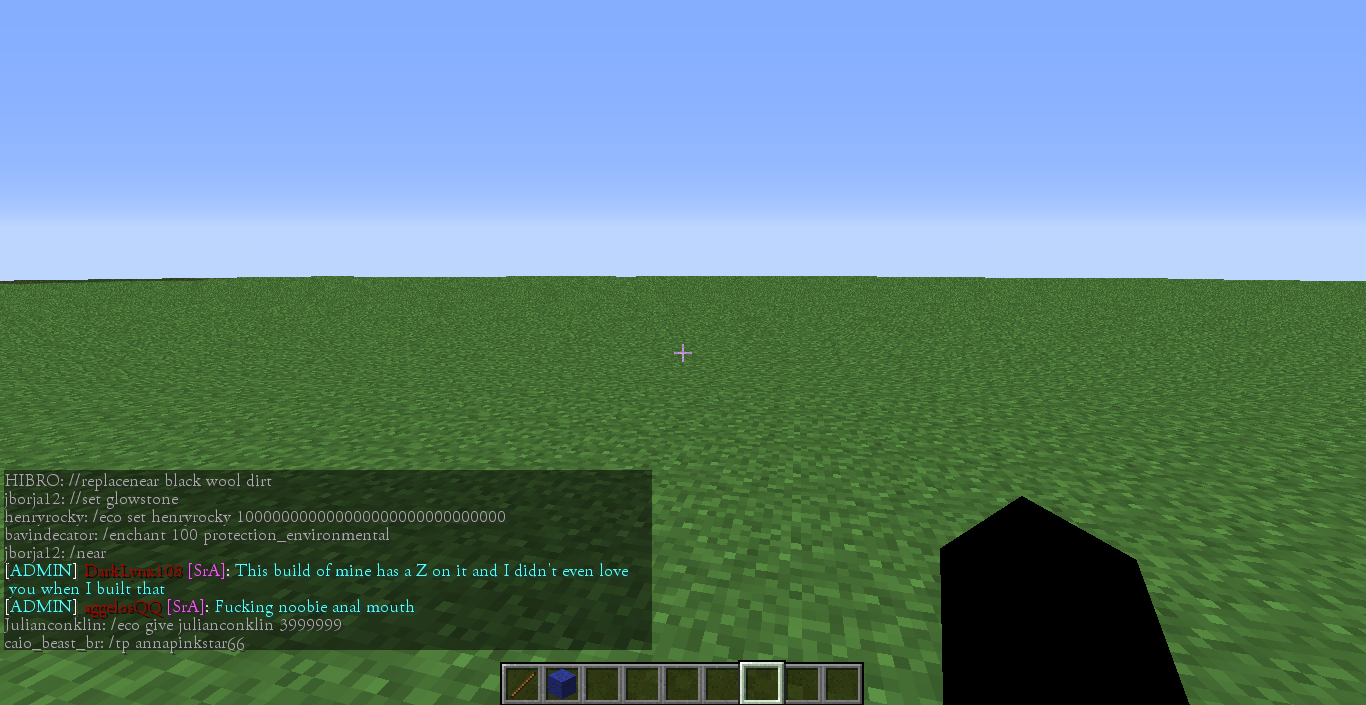 HIBRO: //replacenear black wool dirt
jborja12: //set glowstone
henryrocky: /eco set henryrocky 1000000000000000000000000000000
bavindecator: /enchant 100 protection_environmental
jborja12: /near
[ADMIN] DarkLynx108 [SrA]: This build of mine has a Z on it and I didn't even love
you when I built that
[ADMIN] aggelosQQ [SrA]: Fucking noobie anal mouth
Julianconklin: /eco give julianconklin 3999999
caio_beast_br: /tp annapinkstar66